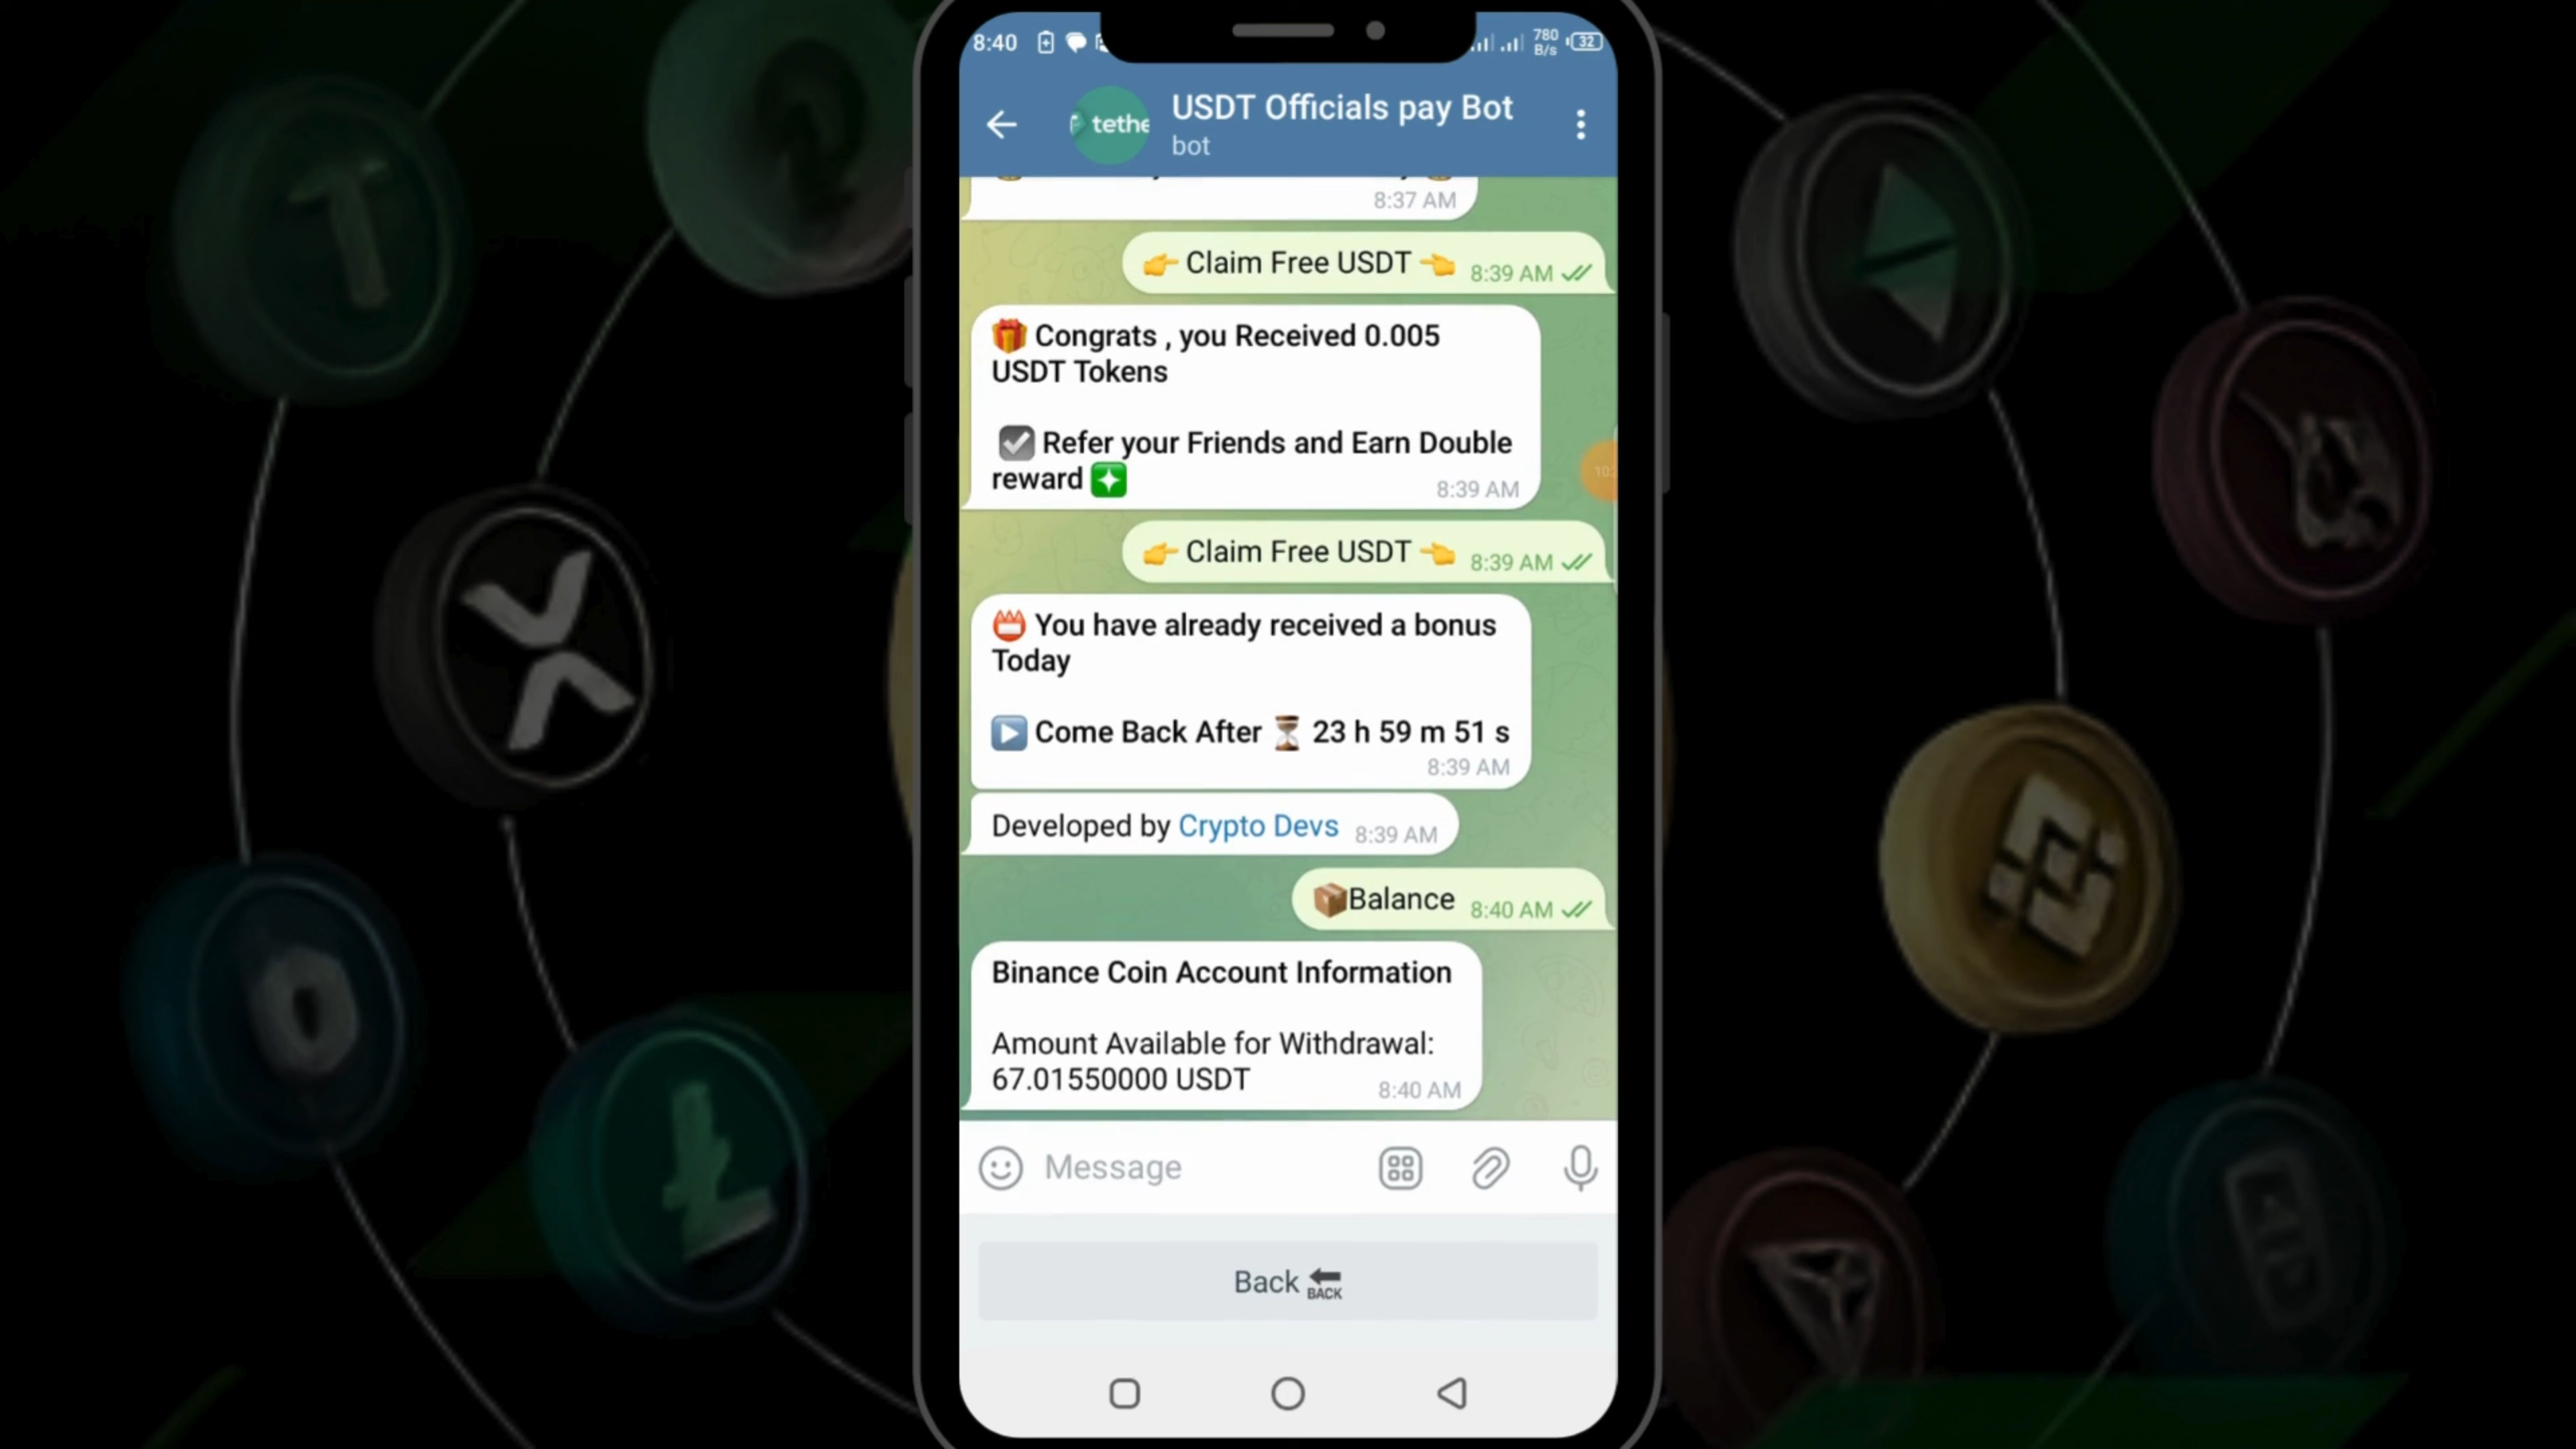 8:40
780
B/s
32
tethe
USDT Officials pay Bot
bot
8:37 AM
👉 Claim Free USDT 👈 8:39 AM
🎁 Congrats , you Received 0.005
USDT Tokens
☑️ Refer your Friends and Earn Double
reward ❇️ 8:39 AM
👉 Claim Free USDT 👈 8:39 AM
📛 You have already received a bonus
Today
▶️ Come Back After ⏳ 23 h 59 m 51 s
8:39 AM
Developed by Crypto Devs 8:39 AM
📦Balance 8:40 AM
Binance Coin Account Information
Amount Available for Withdrawal:
67.01550000 USDT 8:40 AM
Message
Back 🔙